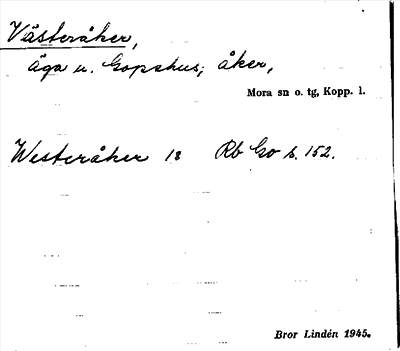 Västeråker,
äga u. Gopshus; åker,
Mora sn o. tg, Kopp. l.
Westeråker 18 Rb Go s. 152.
Bror Lindén 1945.